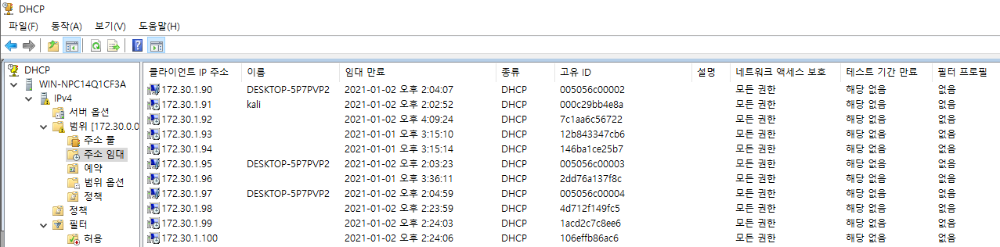 DHCP
파일(F) 동작(A) 보기(V) 도움말(H)
DHCP
WIN-NPC14Q1CF3A
IPv4
서버 옵션
범위 [172.30.0.0
주소 풀
주소 임대
예약
범위 옵션
정책
정책
필터
허용
클라이언트 IP 주소 이름 임대 만료 종류 고유 ID 설명 네트워크 액세스 보호 테스트 기간 만료 필터 프로필
172.30.1.90 DESKTOP-5P7PVP2 2021-01-02 오후 2:04:07 DHCP 005056c00002 모든 권한 해당 없음 없음
172.30.1.91 kali 2021-01-02 오후 2:02:52 DHCP 000c29bb4e8a 모든 권한 해당 없음 없음
172.30.1.92 2021-01-02 오후 4:09:24 DHCP 7c1aa6c56722 모든 권한 해당 없음 없음
172.30.1.93 2021-01-01 오후 3:15:10 DHCP 12b843347cb6 모든 권한 해당 없음 없음
172.30.1.94 2021-01-01 오후 3:15:14 DHCP 146ba1ce25b7 모든 권한 해당 없음 없음
172.30.1.95 DESKTOP-5P7PVP2 2021-01-02 오후 2:03:23 DHCP 005056c00003 모든 권한 해당 없음 없음
172.30.1.96 2021-01-01 오후 3:36:11 DHCP 2dd76a137f8c 모든 권한 해당 없음 없음
172.30.1.97 DESKTOP-5P7PVP2 2021-01-02 오후 2:04:59 DHCP 005056c00004 모든 권한 해당 없음 없음
172.30.1.98 2021-01-02 오후 2:23:59 DHCP 4d712f149fc5 모든 권한 해당 없음 없음
172.30.1.99 2021-01-02 오후 2:24:03 DHCP 1acd2c7c8ee6 모든 권한 해당 없음 없음
172.30.1.100 2021-01-02 오후 2:24:06 DHCP 106effb86ac6 모든 권한 해당 없음 없음